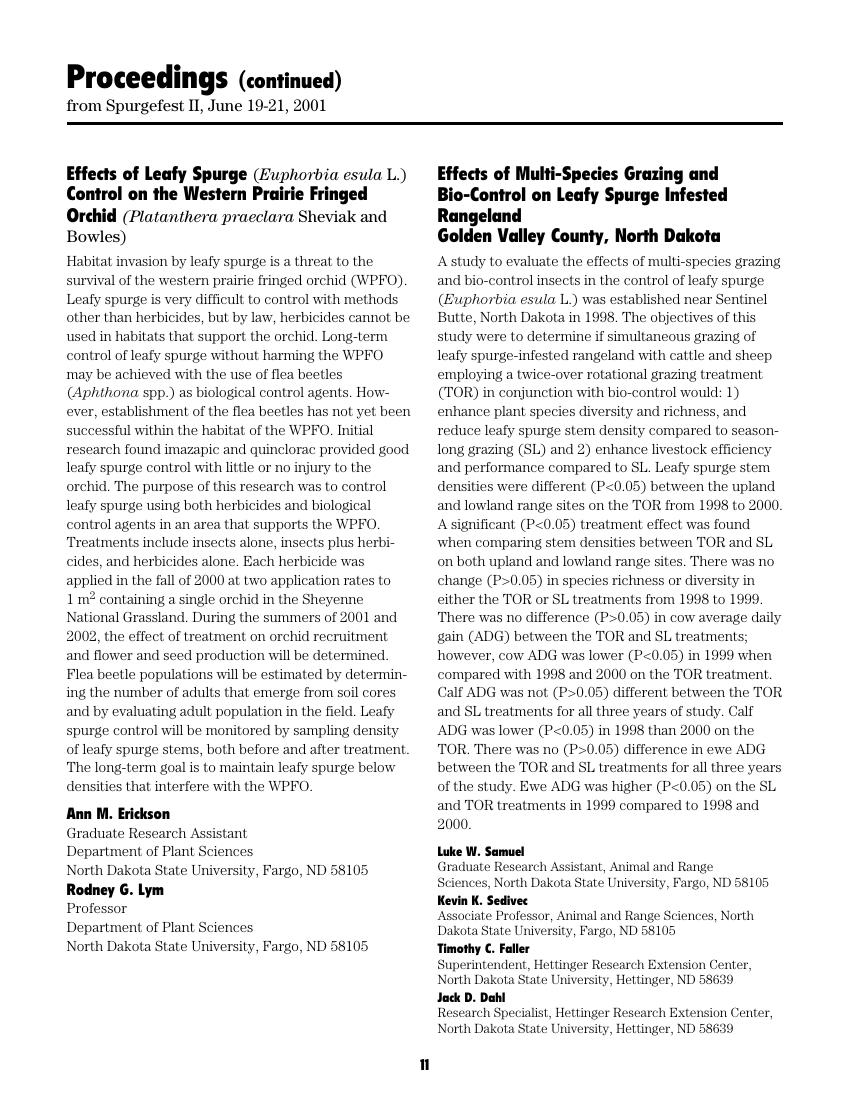 Proceedings (continued)
from Spurgefest II, June 19-21, 2001
Effects of Leafy Spurge (Euphorbia esula L.)
Control on the Western Prairie Fringed
Orchid (Platanthera praeclara Sheviak and
Bowles)
Habitat invasion by leafy spurge is a threat to the
survival of the western prairie fringed orchid (WPFO).
Leafy spurge is very difficult to control with methods
other than herbicides, but by law, herbicides cannot be
used in habitats that support the orchid. Long-term
control of leafy spurge without harming the WPFO
may be achieved with the use of flea beetles
(Aphthona spp.) as biological control agents. How-
ever, establishment of the flea beetles has not yet been
successful within the habitat of the WPFO. Initial
research found imazapic and quinclorac provided good
leafy spurge control with little or no injury to the
orchid. The purpose of this research was to control
leafy spurge using both herbicides and biological
control agents in an area that supports the WPFO.
Treatments include insects alone, insects plus herbi-
cides, and herbicides alone. Each herbicide was
applied in the fall of 2000 at two application rates to
1 m² containing a single orchid in the Sheyenne
National Grassland. During the summers of 2001 and
2002, the effect of treatment on orchid recruitment
and flower and seed production will be determined.
Flea beetle populations will be estimated by determin-
ing the number of adults that emerge from soil cores
and by evaluating adult population in the field. Leafy
spurge control will be monitored by sampling density
of leafy spurge stems, both before and after treatment.
The long-term goal is to maintain leafy spurge below
densities that interfere with the WPFO.
Ann M. Erickson
Graduate Research Assistant
Department of Plant Sciences
North Dakota State University, Fargo, ND 58105
Rodney G. Lym
Professor
Department of Plant Sciences
North Dakota State University, Fargo, ND 58105
Effects of Multi-Species Grazing and
Bio-Control on Leafy Spurge Infested
Rangeland
Golden Valley County, North Dakota
A study to evaluate the effects of multi-species grazing
and bio-control insects in the control of leafy spurge
(Euphorbia esula L.) was established near Sentinel
Butte, North Dakota in 1998. The objectives of this
study were to determine if simultaneous grazing of
leafy spurge-infested rangeland with cattle and sheep
employing a twice-over rotational grazing treatment
(TOR) in conjunction with bio-control would: 1)
enhance plant species diversity and richness, and
reduce leafy spurge stem density compared to season-
long grazing (SL) and 2) enhance livestock efficiency
and performance compared to SL. Leafy spurge stem
densities were different (P<0.05) between the upland
and lowland range sites on the TOR from 1998 to 2000.
A significant (P<0.05) treatment effect was found
when comparing stem densities between TOR and SL
on both upland and lowland range sites. There was no
change (P>0.05) in species richness or diversity in
either the TOR or SL treatments from 1998 to 1999.
There was no difference (P>0.05) in cow average daily
gain (ADG) between the TOR and SL treatments;
however, cow ADG was lower (P<0.05) in 1999 when
compared with 1998 and 2000 on the TOR treatment.
Calf ADG was not (P>0.05) different between the TOR
and SL treatments for all three years of study. Calf
ADG was lower (P<0.05) in 1998 than 2000 on the
TOR. There was no (P>0.05) difference in ewe ADG
between the TOR and SL treatments for all three years
of the study. Ewe ADG was higher (P<0.05) on the SL
and TOR treatments in 1999 compared to 1998 and
2000.
Luke W. Samuel
Graduate Research Assistant, Animal and Range
Sciences, North Dakota State University, Fargo, ND 58105
Kevin K. Sedivec
Associate Professor, Animal and Range Sciences, North
Dakota State University, Fargo, ND 58105
Timothy C. Faller
Superintendent, Hettinger Research Extension Center,
North Dakota State University, Hettinger, ND 58639
Jack D. Dahl
Research Specialist, Hettinger Research Extension Center,
North Dakota State University, Hettinger, ND 58639
11